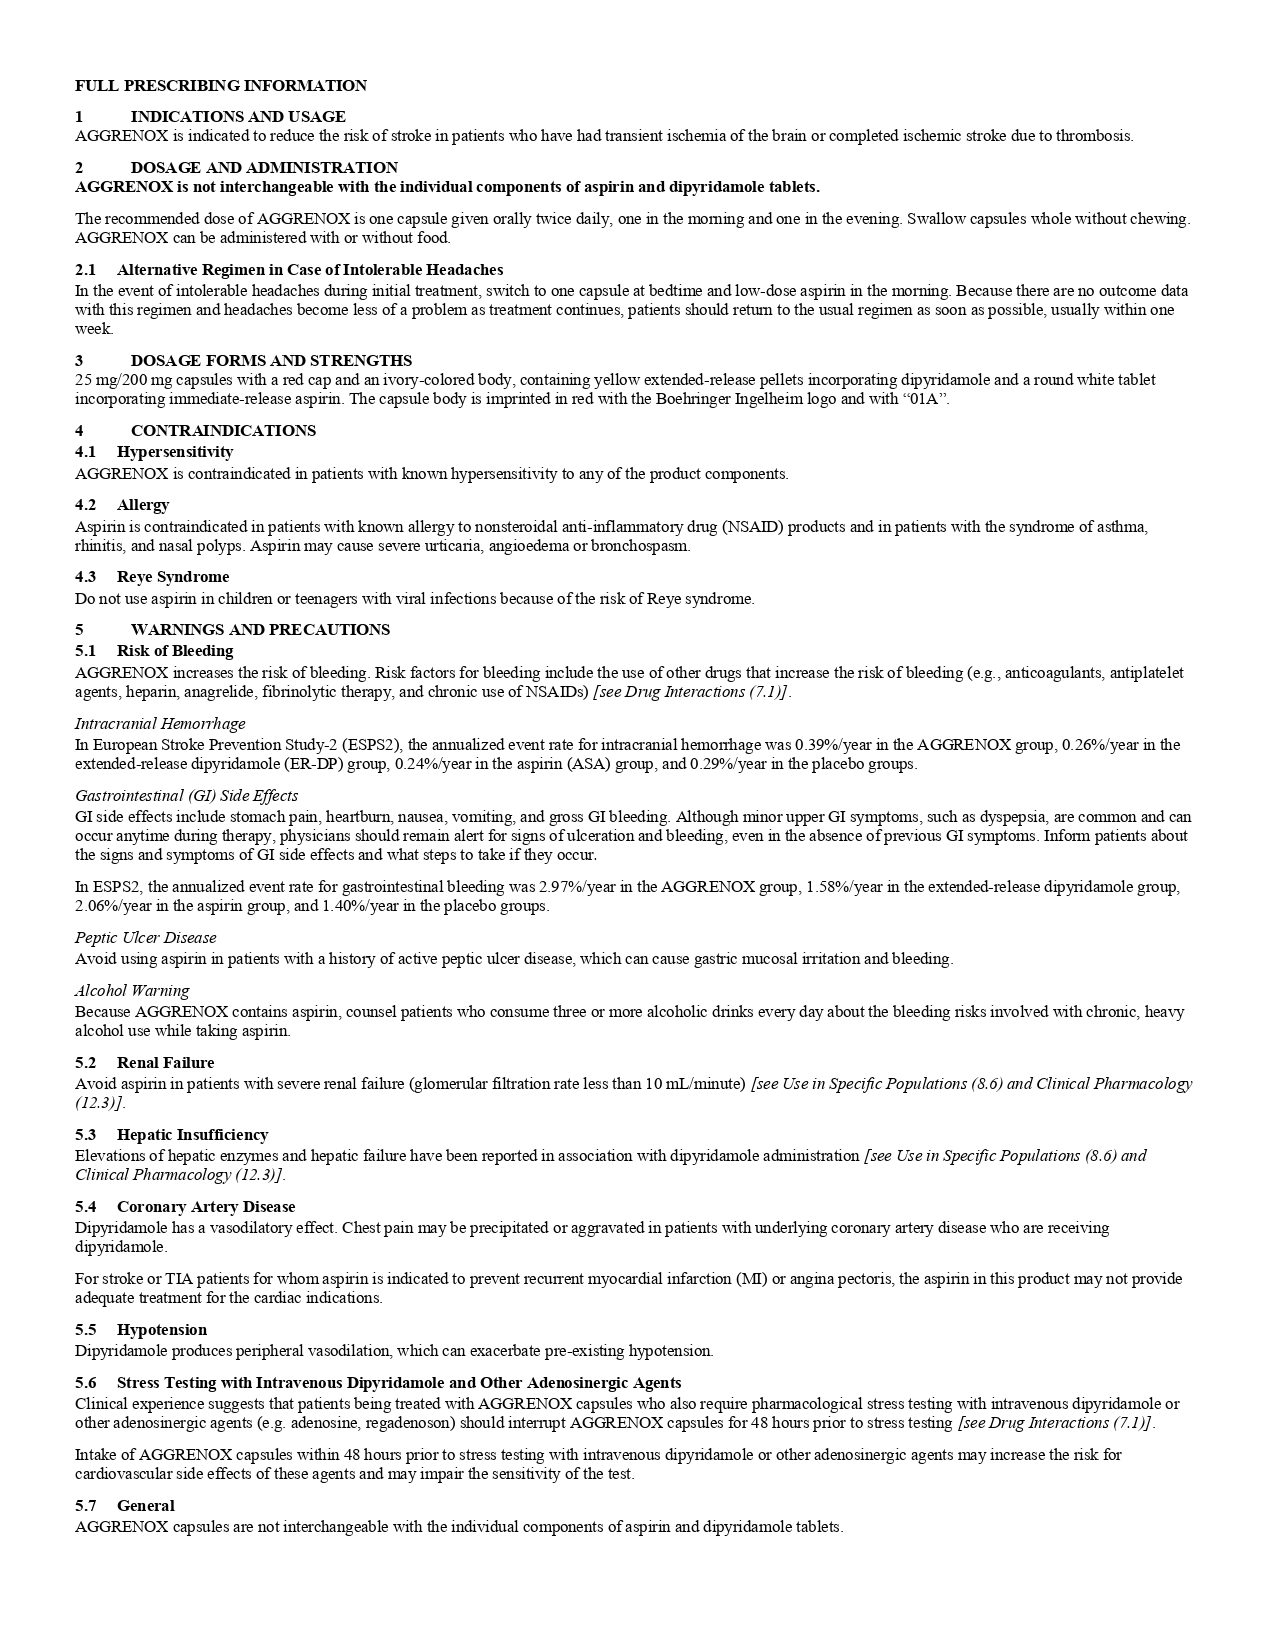 FULL PRESCRIBING INFORMATION
1 INDICATIONS AND USAGE
AGGRENOX is indicated to reduce the risk of stroke in patients who have had transient ischemia of the brain or completed ischemic stroke due to thrombosis.
2 DOSAGE AND ADMINISTRATION
AGGRENOX is not interchangeable with the individual components of aspirin and dipyridamole tablets.
The recommended dose of AGGRENOX is one capsule given orally twice daily, one in the morning and one in the evening. Swallow capsules whole without chewing.
AGGRENOX can be administered with or without food.
2.1 Alternative Regimen in Case of Intolerable Headaches
In the event of intolerable headaches during initial treatment, switch to one capsule at bedtime and low-dose aspirin in the morning. Because there are no outcome data
with this regimen and headaches become less of a problem as treatment continues, patients should return to the usual regimen as soon as possible, usually within one
week.
3 DOSAGE FORMS AND STRENGTHS
25 mg/200 mg capsules with a red cap and an ivory-colored body, containing yellow extended-release pellets incorporating dipyridamole and a round white tablet
incorporating immediate-release aspirin. The capsule body is imprinted in red with the Boehringer Ingelheim logo and with “01A”.
4 CONTRAINDICATIONS
4.1 Hypersensitivity
AGGRENOX is contraindicated in patients with known hypersensitivity to any of the product components.
4.2 Allergy
Aspirin is contraindicated in patients with known allergy to nonsteroidal anti-inflammatory drug (NSAID) products and in patients with the syndrome of asthma,
rhinitis, and nasal polyps. Aspirin may cause severe urticaria, angioedema or bronchospasm.
4.3 Reye Syndrome
Do not use aspirin in children or teenagers with viral infections because of the risk of Reye syndrome.
5 WARNINGS AND PRECAUTIONS
5.1 Risk of Bleeding
AGGRENOX increases the risk of bleeding. Risk factors for bleeding include the use of other drugs that increase the risk of bleeding (e.g., anticoagulants, antiplatelet
agents, heparin, anagrelide, fibrinolytic therapy, and chronic use of NSAIDs) [see Drug Interactions (7.1)].
Intracranial Hemorrhage
In European Stroke Prevention Study-2 (ESPS2), the annualized event rate for intracranial hemorrhage was 0.39%/year in the AGGRENOX group, 0.26%/year in the
extended-release dipyridamole (ER-DP) group, 0.24%/year in the aspirin (ASA) group, and 0.29%/year in the placebo groups.
Gastrointestinal (GI) Side Effects
GI side effects include stomach pain, heartburn, nausea, vomiting, and gross GI bleeding. Although minor upper GI symptoms, such as dyspepsia, are common and can
occur anytime during therapy, physicians should remain alert for signs of ulceration and bleeding, even in the absence of previous GI symptoms. Inform patients about
the signs and symptoms of GI side effects and what steps to take if they occur.
In ESPS2, the annualized event rate for gastrointestinal bleeding was 2.97%/year in the AGGRENOX group, 1.58%/year in the extended-release dipyridamole group,
2.06%/year in the aspirin group, and 1.40%/year in the placebo groups.
Peptic Ulcer Disease
Avoid using aspirin in patients with a history of active peptic ulcer disease, which can cause gastric mucosal irritation and bleeding.
Alcohol Warning
Because AGGRENOX contains aspirin, counsel patients who consume three or more alcoholic drinks every day about the bleeding risks involved with chronic, heavy
alcohol use while taking aspirin.
5.2 Renal Failure
Avoid aspirin in patients with severe renal failure (glomerular filtration rate less than 10 mL/minute) [see Use in Specific Populations (8.6) and Clinical Pharmacology
(12.3)].
5.3 Hepatic Insufficiency
Elevations of hepatic enzymes and hepatic failure have been reported in association with dipyridamole administration [see Use in Specific Populations (8.6) and
Clinical Pharmacology (12.3)].
5.4 Coronary Artery Disease
Dipyridamole has a vasodilatory effect. Chest pain may be precipitated or aggravated in patients with underlying coronary artery disease who are receiving
dipyridamole.
For stroke or TIA patients for whom aspirin is indicated to prevent recurrent myocardial infarction (MI) or angina pectoris, the aspirin in this product may not provide
adequate treatment for the cardiac indications.
5.5 Hypotension
Dipyridamole produces peripheral vasodilation, which can exacerbate pre-existing hypotension.
5.6 Stress Testing with Intravenous Dipyridamole and Other Adenosinergic Agents
Clinical experience suggests that patients being treated with AGGRENOX capsules who also require pharmacological stress testing with intravenous dipyridamole or
other adenosinergic agents (e.g. adenosine, regadenoson) should interrupt AGGRENOX capsules for 48 hours prior to stress testing [see Drug Interactions (7.1)].
Intake of AGGRENOX capsules within 48 hours prior to stress testing with intravenous dipyridamole or other adenosinergic agents may increase the risk for
cardiovascular side effects of these agents and may impair the sensitivity of the test.
5.7 General
AGGRENOX capsules are not interchangeable with the individual components of aspirin and dipyridamole tablets.